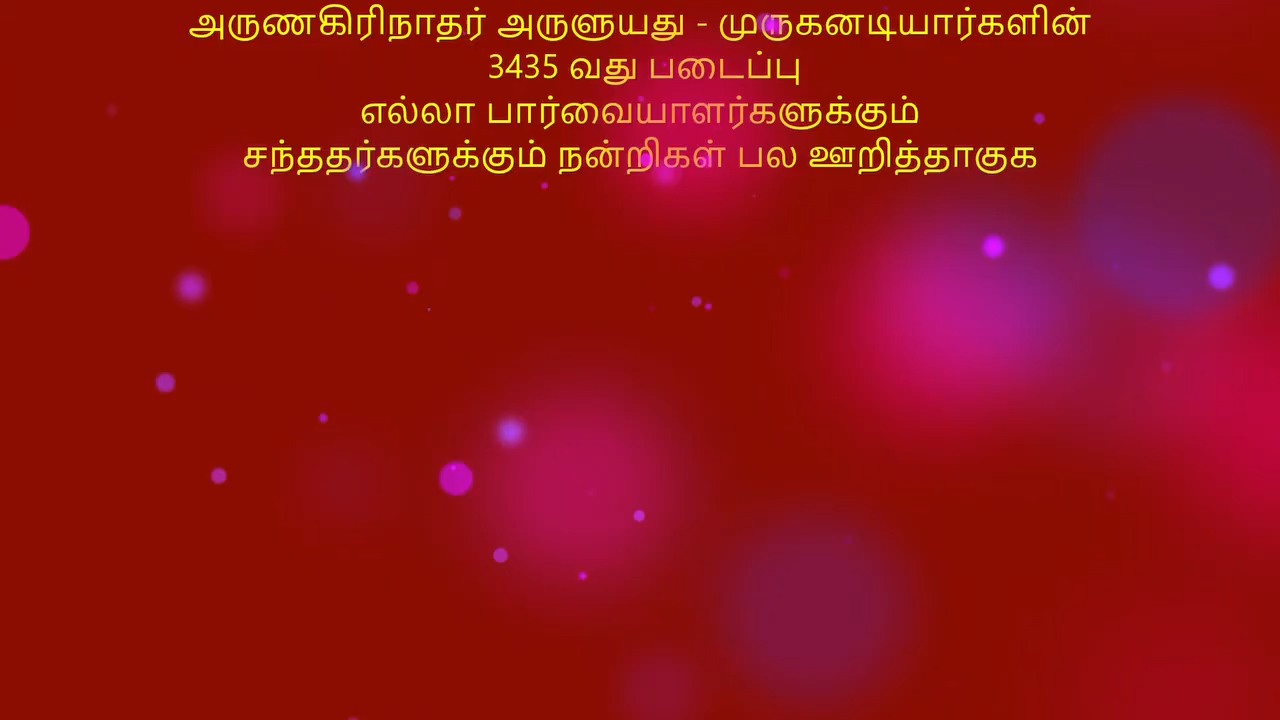 அருணகிரிநாதர் அருளுயது - முருகனடியார்களின்
3435 வது படைப்பு
எல்லா பார்வையாளர்களுக்கும்
சந்ததர்களுக்கும் நன்றிகள் பல ஊறித்தாகுக